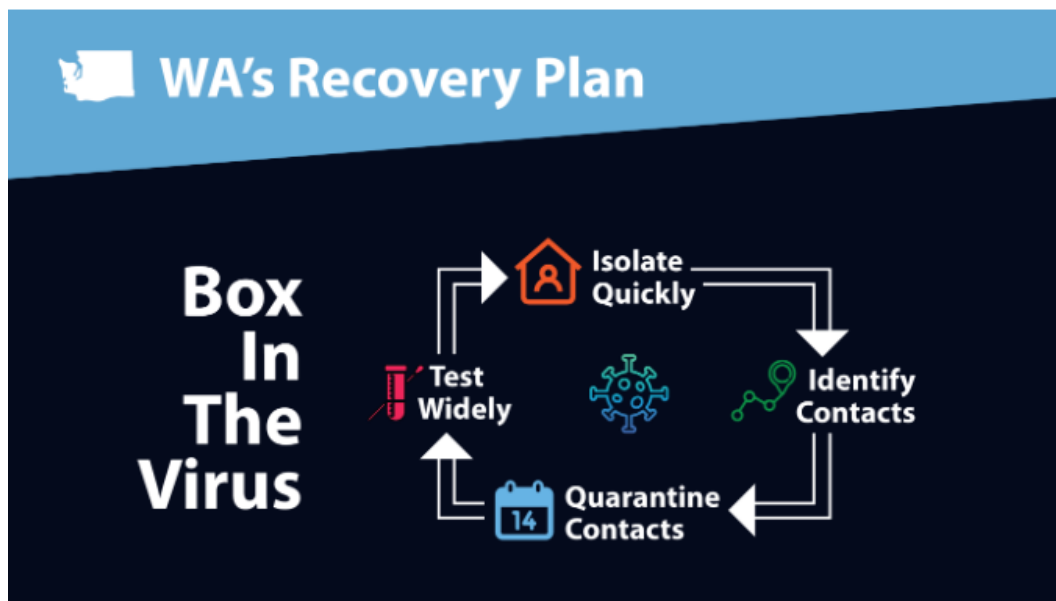 WA's Recovery Plan
Box
In
The
Virus
Isolate
Quickly
Test
Widely
Identify
Contacts
Quarantine
Contacts
14